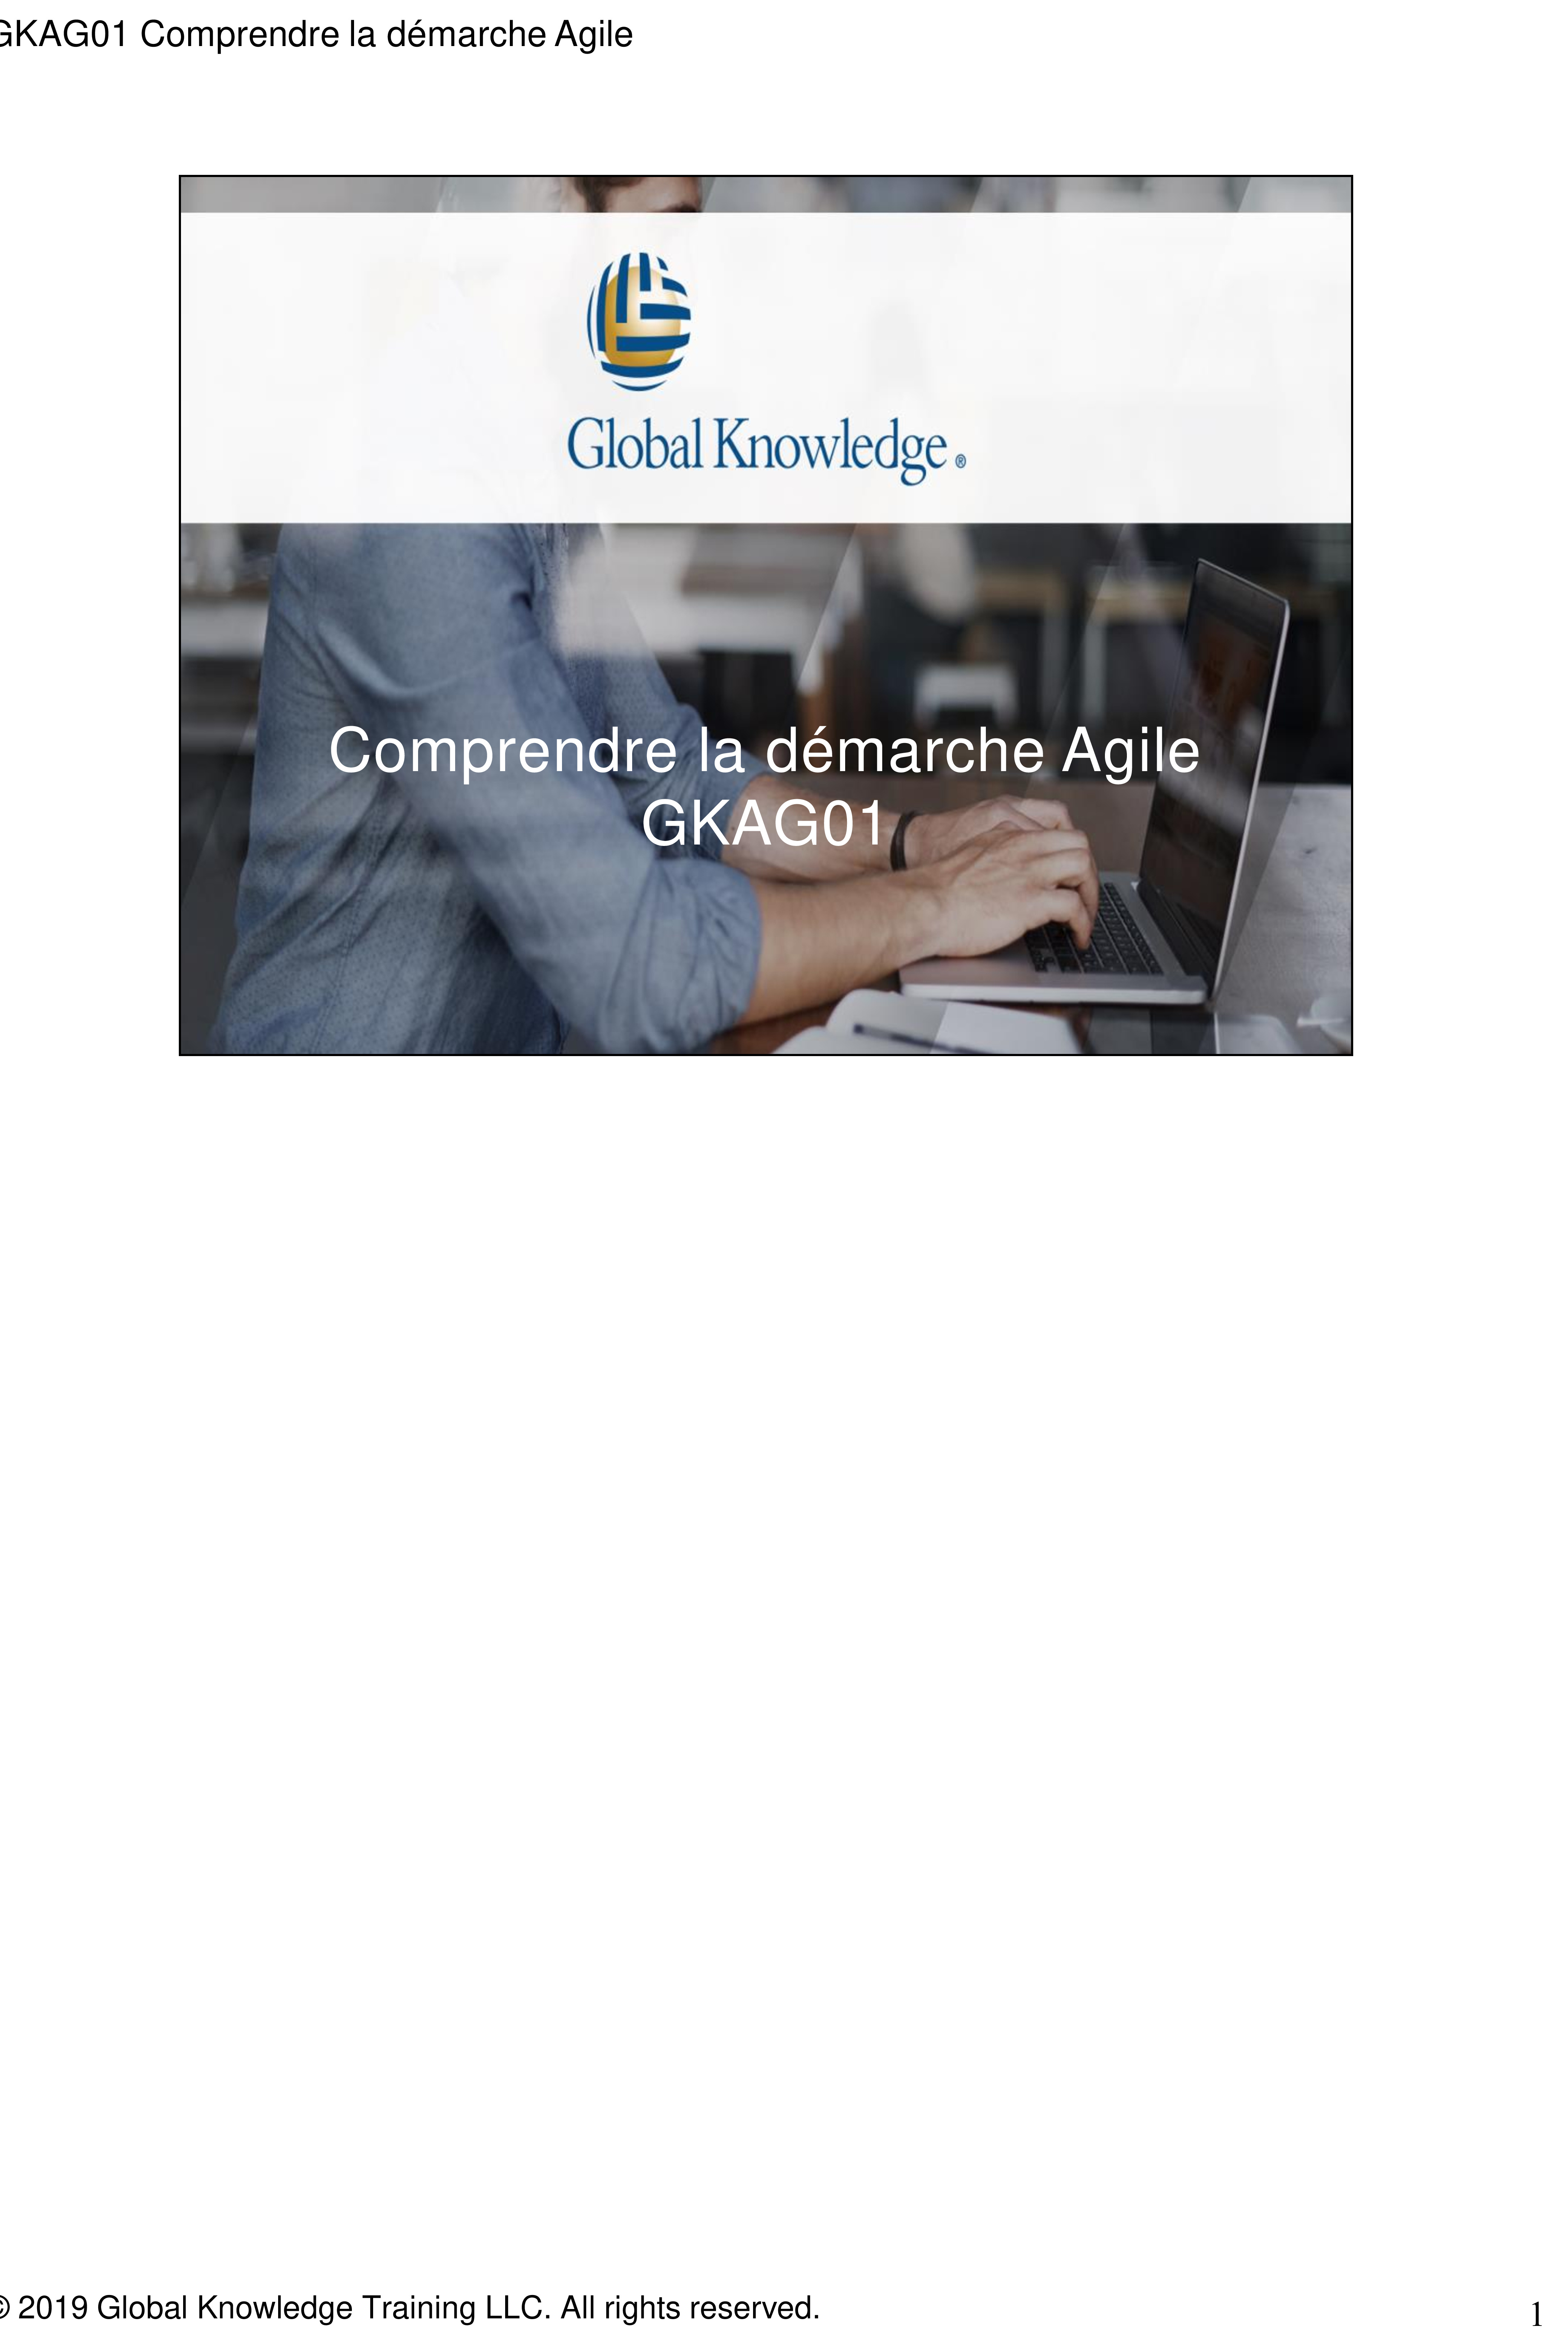 GKAG01 Comprendre la démarche Agile
Global Knowledge®
Comprendre la démarche Agile
GKAG01
© 2019 Global Knowledge Training LLC. All rights reserved.
1